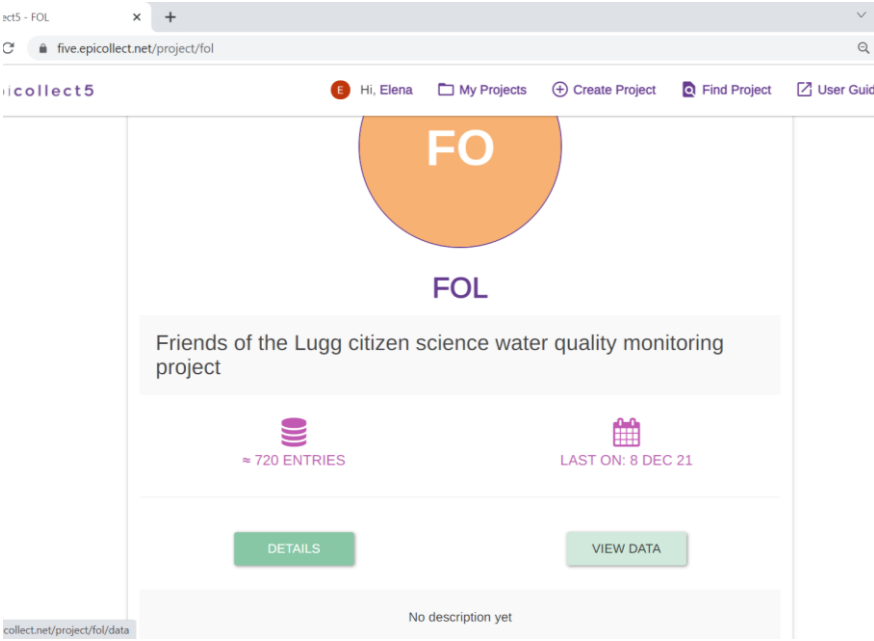 ect5 - FOL
five.epicollect.net/project/fol
icollect5
E Hi, Elena My Projects Create Project Find Project User Guid
FO
FOL
Friends of the Lugg citizen science water quality monitoring
project
≈ 720 ENTRIES LAST ON: 8 DEC 21
DETAILS VIEW DATA
No description yet
collect.net/project/fol/data